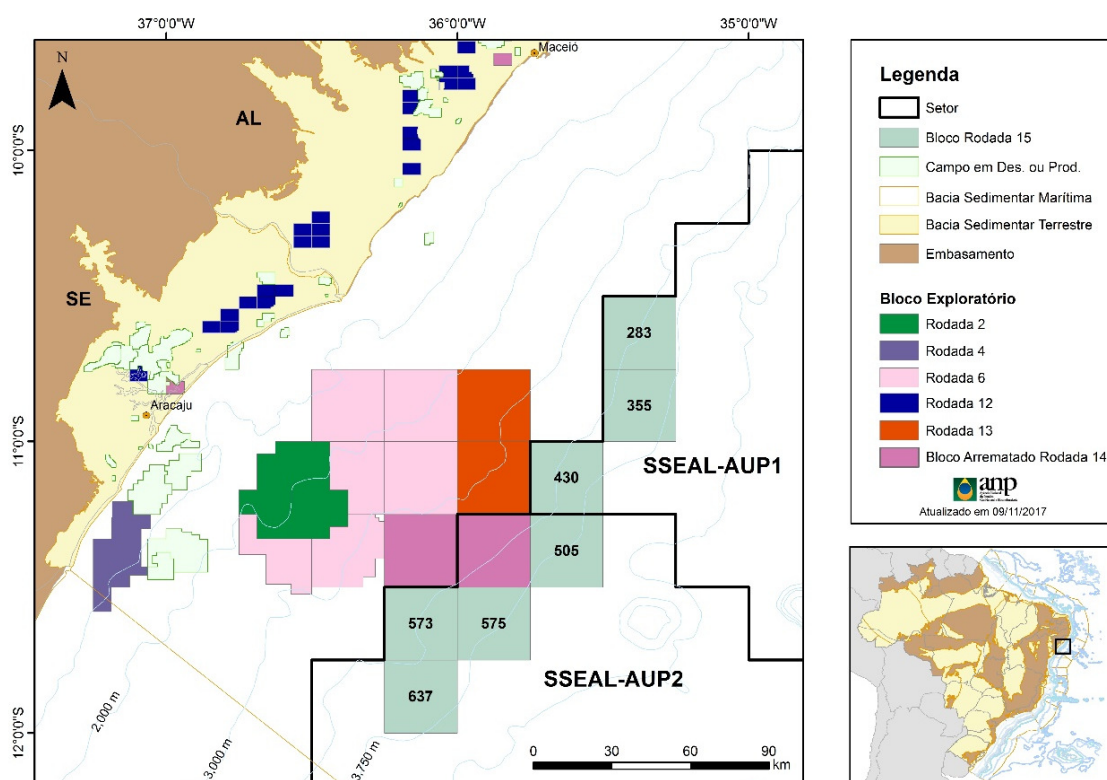 37°0'0"W
36°0'0"W
35°0'0"W
10°0'0"S
11°0'0"S
12°0'0"S
N
Maceió
AL
SE
Aracaju
283
355
430
SSEAL-AUP1
505
573
575
637
SSEAL-AUP2
2.000 m
3.000 m
3.750 m
0 30 60 90
km
Legenda
Setor
Bloco Rodada 15
Campo em Des. ou Prod.
Bacia Sedimentar Marítima
Bacia Sedimentar Terrestre
Embasamento
Bloco Exploratório
Rodada 2
Rodada 4
Rodada 6
Rodada 12
Rodada 13
Bloco Arrematado Rodada 14
anp
Atualizado em 09/11/2017